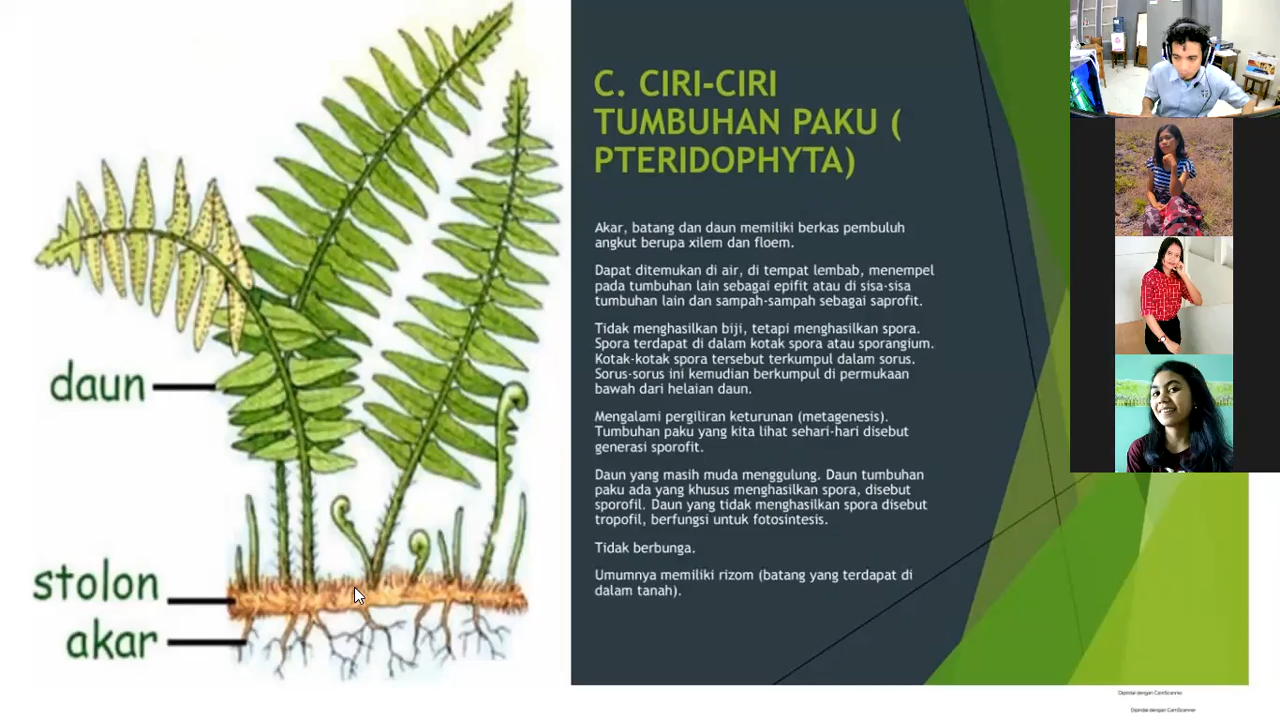 C. CIRI-CIRI
TUMBUHAN PAKU (
PTERIDOPHYTA)
Akar, batang dan daun memiliki berkas pembuluh
angkut berupa xilem dan floem.
Dapat ditemukan di air, di tempat lembab, menempel
pada tumbuhan lain sebagai epifit atau di sisa-sisa
tumbuhan lain dan sampah-sampah sebagai saprofit.
Tidak menghasilkan biji, tetapi menghasilkan spora.
Spora terdapat di dalam kotak spora atau sporangium.
Kotak-kotak spora tersebut terkumpul dalam sorus.
Sorus-sorus ini kemudian berkumpul di permukaan
bawah dari helaian daun.
Mengalami pergiliran keturunan (metagenesis).
Tumbuhan paku yang kita lihat sehari-hari disebut
generasi sporofit.
Daun yang masih muda menggulung. Daun tumbuhan
paku ada yang khusus menghasilkan spora, disebut
sporofil. Daun yang tidak menghasilkan spora disebut
tropofil, berfungsi untuk fotosintesis.
Tidak berbunga.
Umumnya memiliki rizom (batang yang terdapat di
dalam tanah).
daun
stolon
akar
Dipindai dengan CamScanner
Dipindai dengan CamScanner